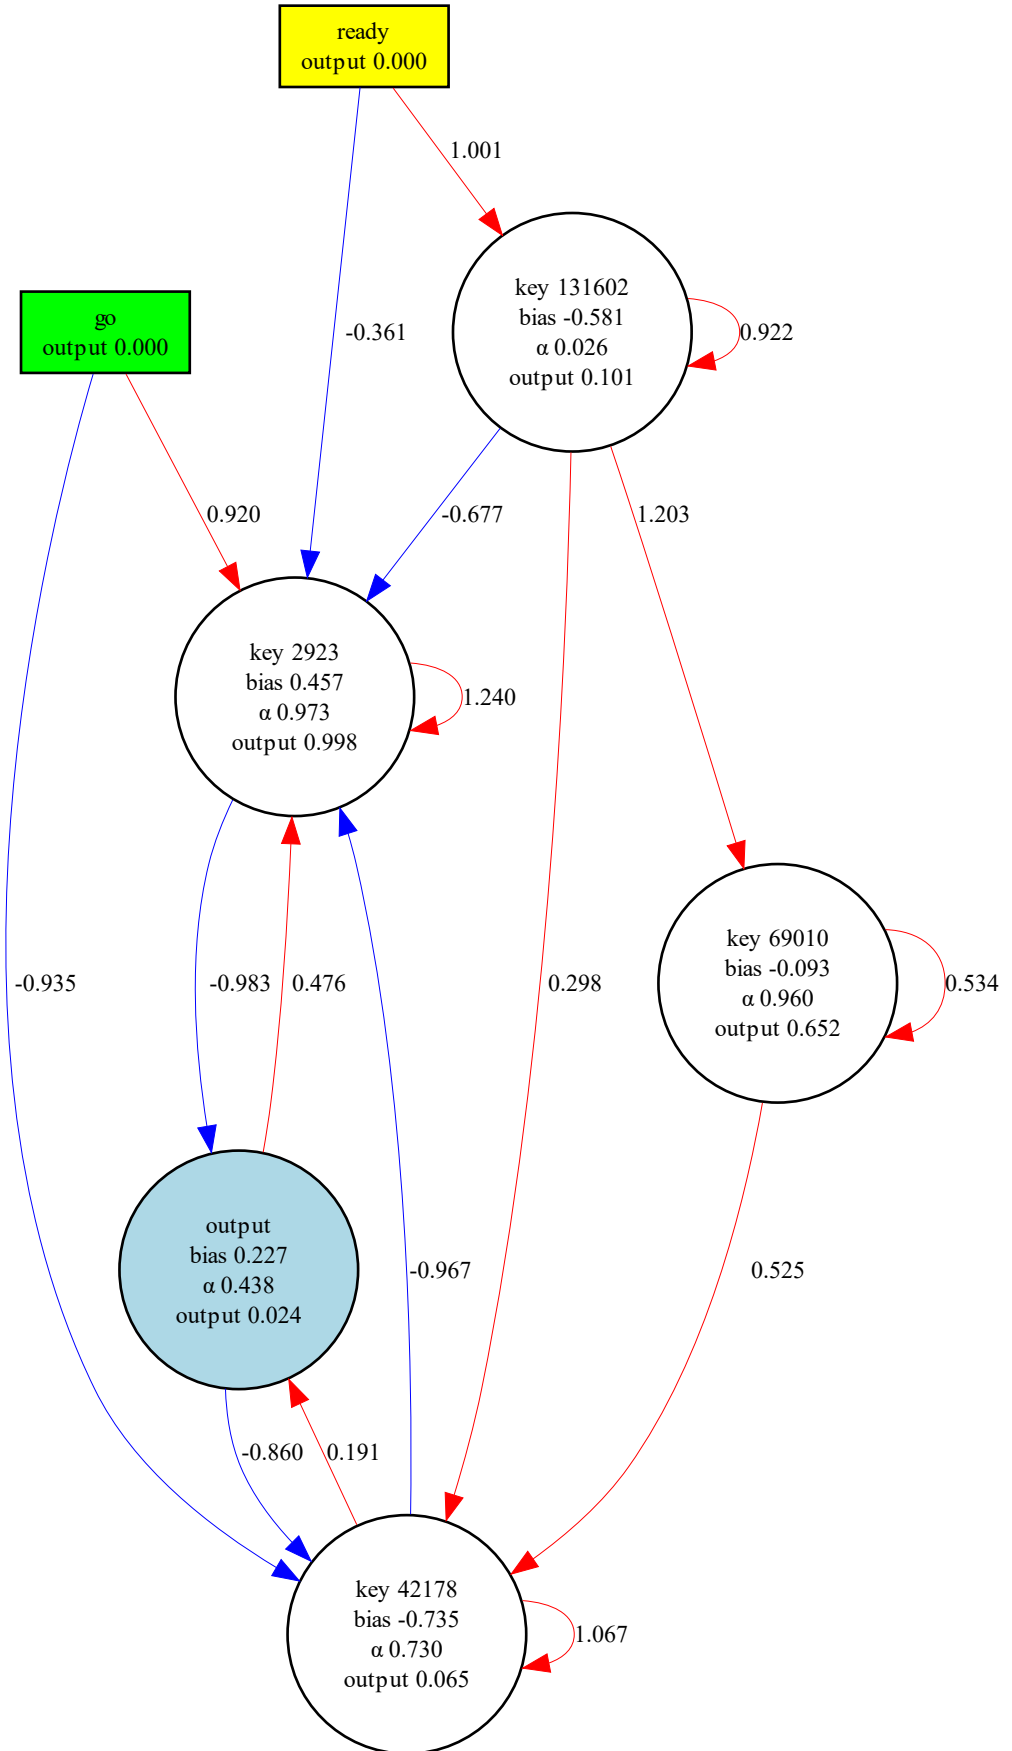 ready
output 0.000
1.001
key 131602
bias -0.581
α 0.026
output 0.101
0.922
go
output 0.000
-0.361
0.920
-0.677
1.203
key 2923
bias 0.457
α 0.973
output 0.998
1.240
key 69010
bias -0.093
α 0.960
output 0.652
0.534
-0.935
-0.983
0.476
0.298
output
bias 0.227
α 0.438
output 0.024
-0.967
0.525
-0.860
0.191
key 42178
bias -0.735
α 0.730
output 0.065
1.067